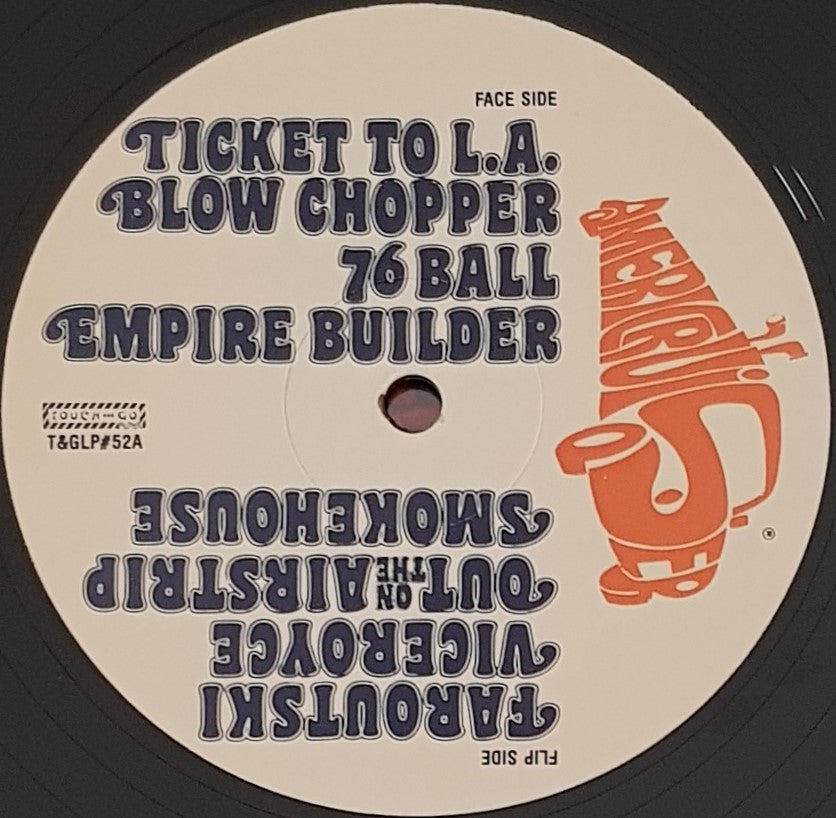 FACE SIDE
TICKET TO L.A.
BLOW CHOPPER
76 BALL
EMPIRE BUILDER
TOUCH AND GO
T&GLP#52A
AMERICRUISER
®
FLIP SIDE
FAROUTSKI
VICEROYCE
OUT ON THE AIRSTRIP
SMOKEHOUSE